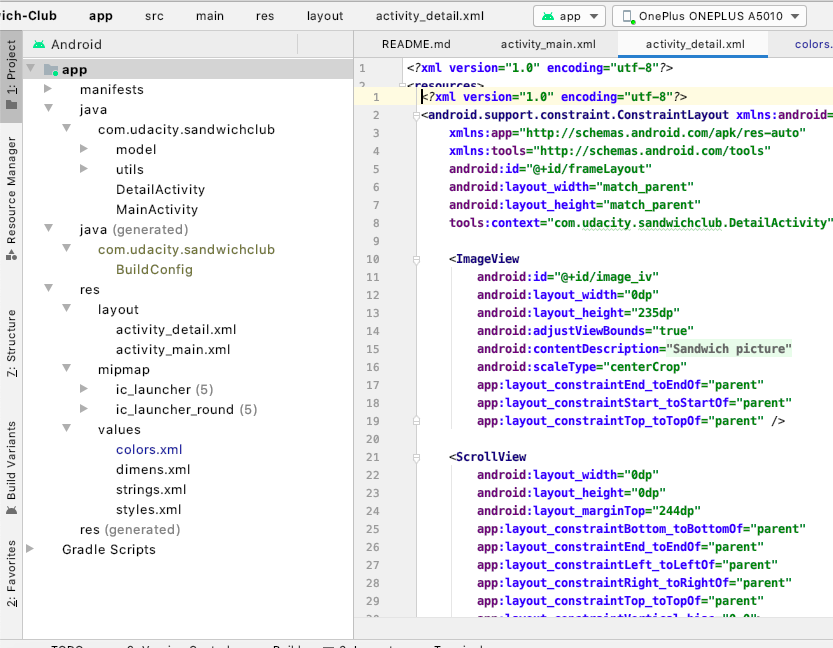 wich-Club app src main res layout activity_detail.xml app OnePlus ONEPLUS A5010
1: Project
Resource Manager
Z: Structure
Build Variants
2: Favorites
Android
app
manifests
java
com.udacity.sandwichclub
model
utils
DetailActivity
MainActivity
java (generated)
com.udacity.sandwichclub
BuildConfig
res
layout
activity_detail.xml
activity_main.xml
mipmap
ic_launcher (5)
ic_launcher_round (5)
values
colors.xml
dimens.xml
strings.xml
styles.xml
res (generated)
Gradle Scripts
README.md activity_main.xml activity_detail.xml colors.
1 <?xml version="1.0" encoding="utf-8"?>
2 <resources>
1 <?xml version="1.0" encoding="utf-8"?>
2 <android.support.constraint.ConstraintLayout xmlns:android=
3 xmlns:app="http://schemas.android.com/apk/res-auto"
4 xmlns:tools="http://schemas.android.com/tools"
5 android:id="@+id/frameLayout"
6 android:layout_width="match_parent"
7 android:layout_height="match_parent"
8 tools:context="com.udacity.sandwichclub.DetailActivity"
9
10 <ImageView
11 android:id="@+id/image_iv"
12 android:layout_width="0dp"
13 android:layout_height="235dp"
14 android:adjustViewBounds="true"
15 android:contentDescription="Sandwich picture"
16 android:scaleType="centerCrop"
17 app:layout_constraintEnd_toEndOf="parent"
18 app:layout_constraintStart_toStartOf="parent"
19 app:layout_constraintTop_toTopOf="parent" />
20
21 <ScrollView
22 android:layout_width="0dp"
23 android:layout_height="0dp"
24 android:layout_marginTop="244dp"
25 app:layout_constraintBottom_toBottomOf="parent"
26 app:layout_constraintEnd_toEndOf="parent"
27 app:layout_constraintLeft_toLeftOf="parent"
28 app:layout_constraintRight_toRightOf="parent"
29 app:layout_constraintTop_toTopOf="parent"